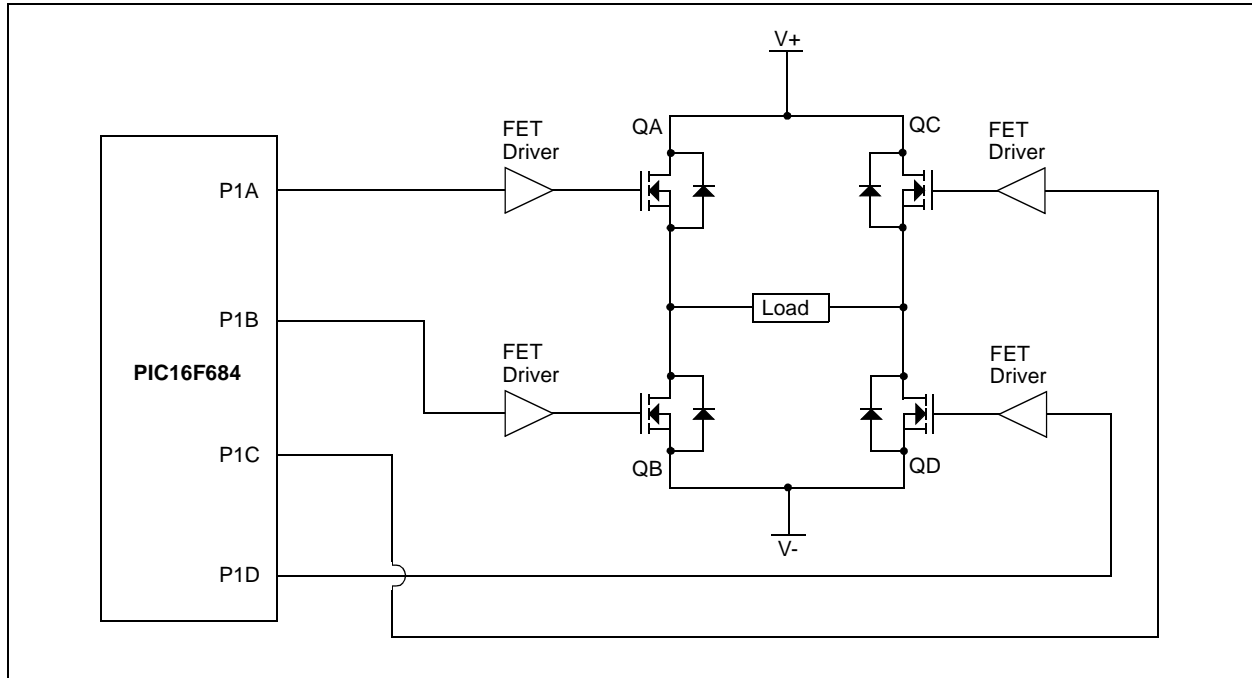 V+
FET
Driver
QA
QC
FET
Driver
P1A
P1B
Load
FET
Driver
FET
Driver
PIC16F684
P1C
QB
QD
V-
P1D